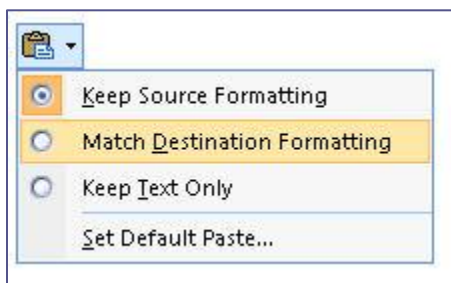 Keep Source Formatting
Match Destination Formatting
Keep Text Only
Set Default Paste...